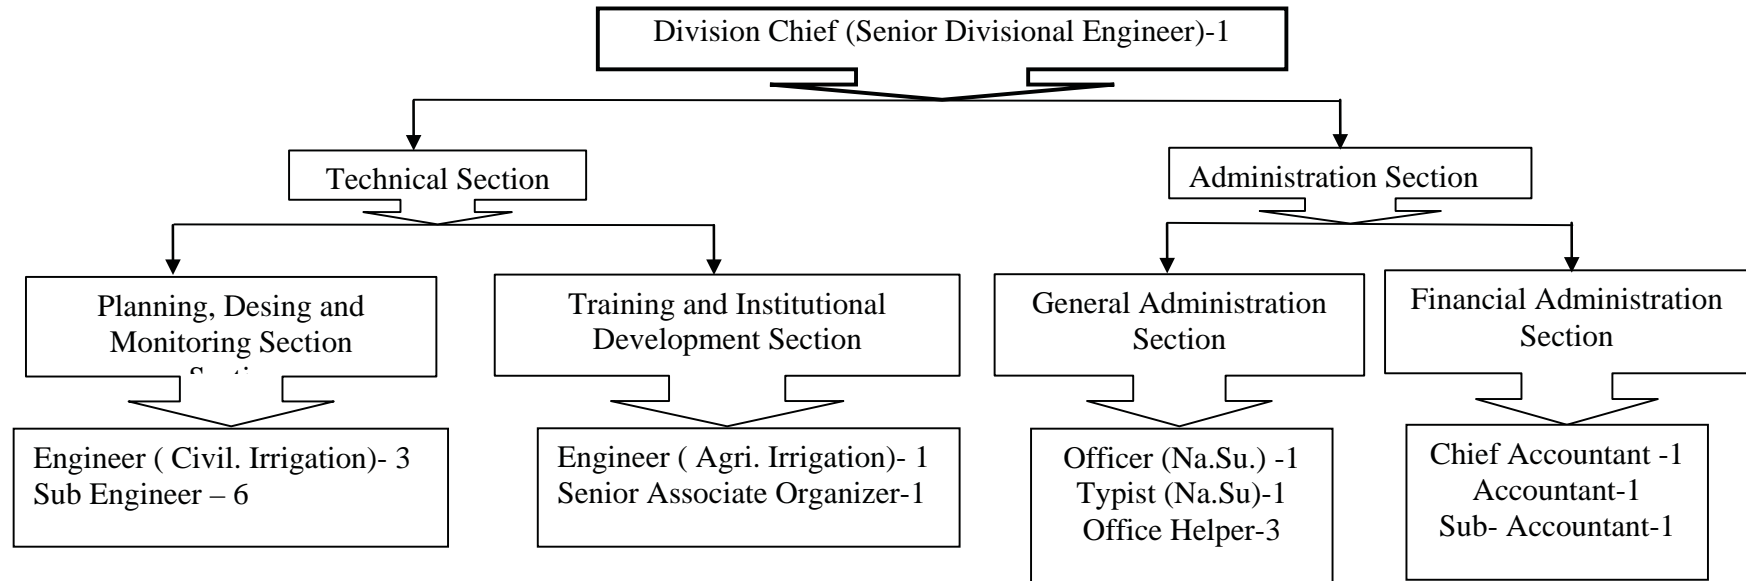 Division Chief (Senior Divisional Engineer)-1
Technical Section
Administration Section
Planning, Desing and
Monitoring Section
Training and Institutional
Development Section
General Administration
Section
Financial Administration
Section
Engineer ( Civil. Irrigation)- 3
Sub Engineer – 6
Engineer ( Agri. Irrigation)- 1
Senior Associate Organizer-1
Officer (Na.Su.) -1
Typist (Na.Su)-1
Office Helper-3
Chief Accountant -1
Accountant-1
Sub- Accountant-1